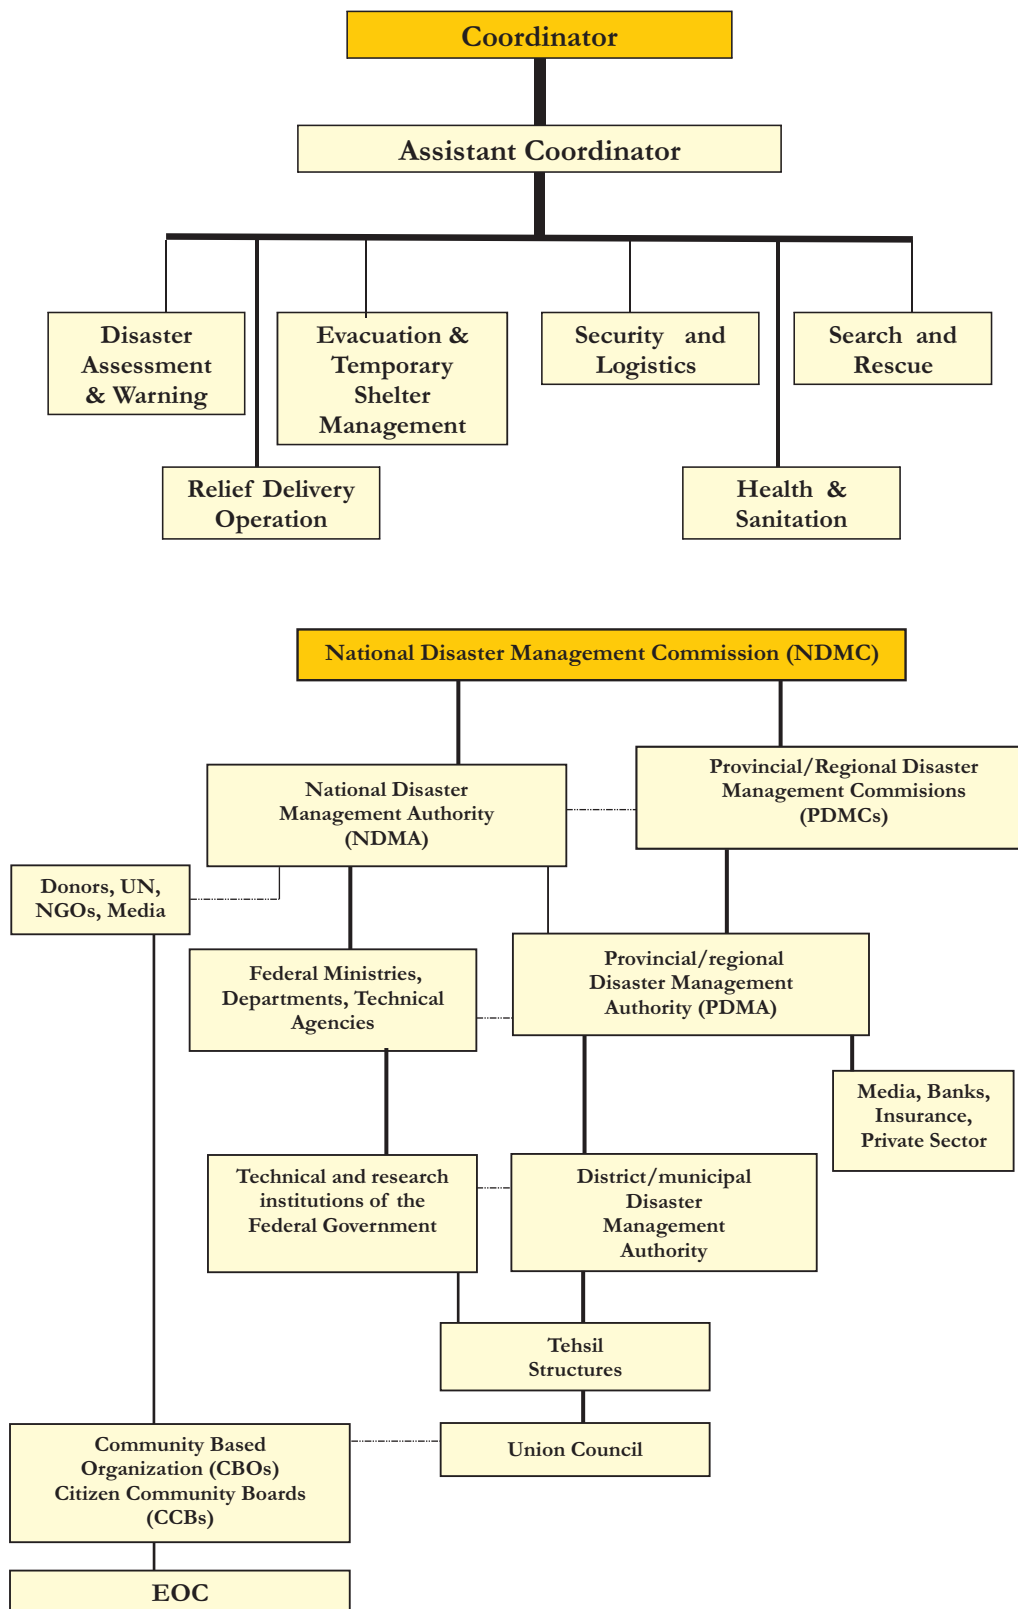 Coordinator
Assistant Coordinator
Disaster
Assessment
& Warning
Evacuation &
Temporary
Shelter
Management
Security and
Logistics
Search and
Rescue
Relief Delivery
Operation
Health &
Sanitation
National Disaster Management Commission (NDMC)
National Disaster
Management Authority
(NDMA)
Provincial/Regional Disaster
Management Commisions
(PDMCs)
Donors, UN,
NGOs, Media
Federal Ministries,
Departments, Technical
Agencies
Provincial/regional
Disaster Management
Authority (PDMA)
Media, Banks,
Insurance,
Private Sector
Technical and research
institutions of the
Federal Government
District/municipal
Disaster
Management
Authority
Tehsil
Structures
Community Based
Organization (CBOs)
Citizen Community Boards
(CCBs)
Union Council
EOC